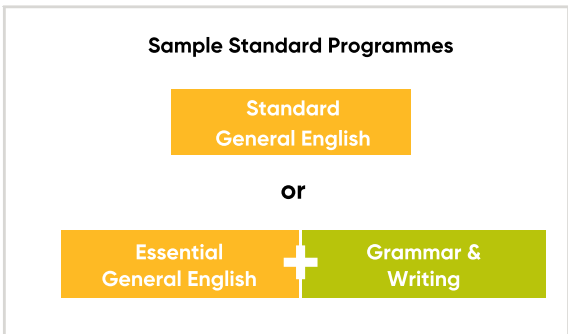 Sample Standard Programmes
Standard
General English
or
Essential
General English
+
Grammar &
Writing